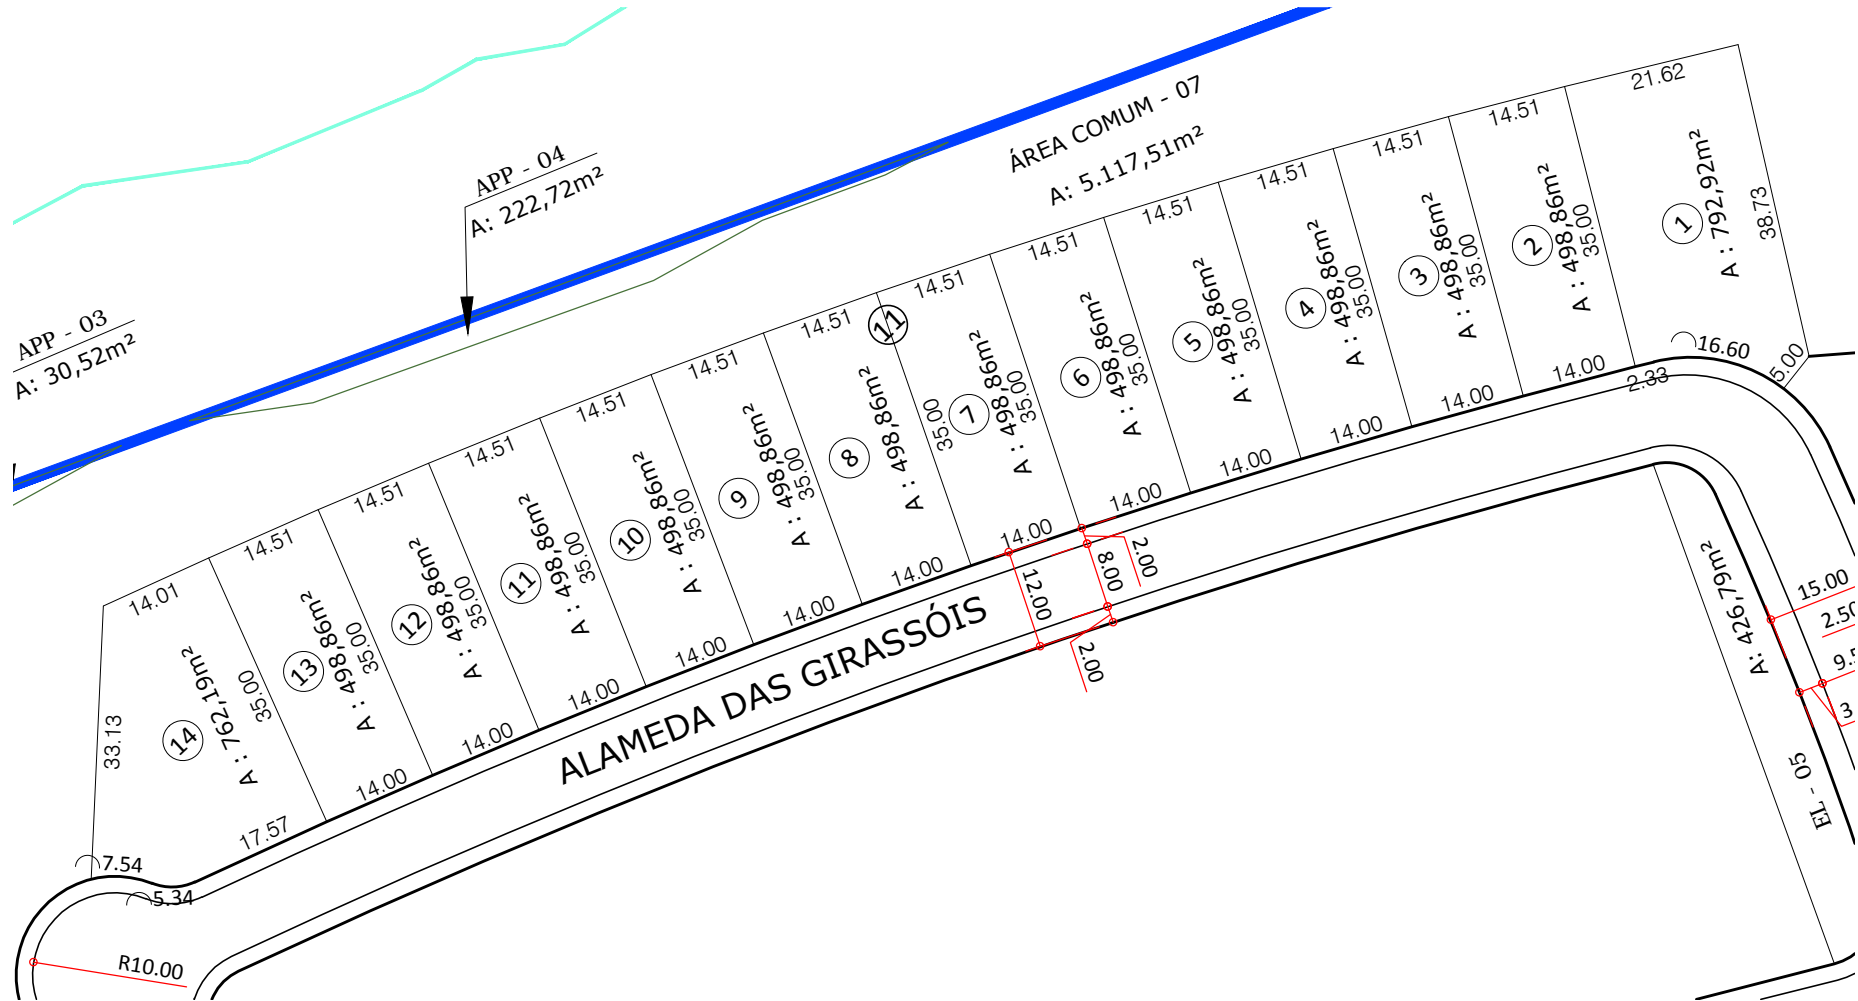 APP - 03
A: 30,52m²
APP - 04
A: 222,72m²
ÁREA COMUM - 07
A: 5.117,51m²
21.62
14.51
14.51
14.51
14.51
14.51
14.51
14.51
14.51
14.51
14.51
14.51
14.51
14.01
11
1
A: 792,92m²
38.73
2
A: 498,86m²
35.00
3
A: 498,86m²
35.00
4
A: 498,86m²
35.00
5
A: 498,86m²
35.00
6
A: 498,86m²
35.00
7
A: 498,86m²
35.00
8
A: 498,86m²
35.00
9
A: 498,86m²
35.00
10
A: 498,86m²
35.00
11
A: 498,86m²
35.00
12
A: 498,86m²
35.00
13
A: 498,86m²
35.00
14
A: 762,19m²
35.00
33.13
16.60
5.00
2.33
14.00
14.00
14.00
14.00
14.00
14.00
14.00
14.00
14.00
14.00
14.00
14.00
17.57
7.54
5.34
R10.00
12.00
8.00
2.00
2.00
ALAMEDA DAS GIRASSÓIS
A: 426,79m²
EL - 05
15.00
2.50